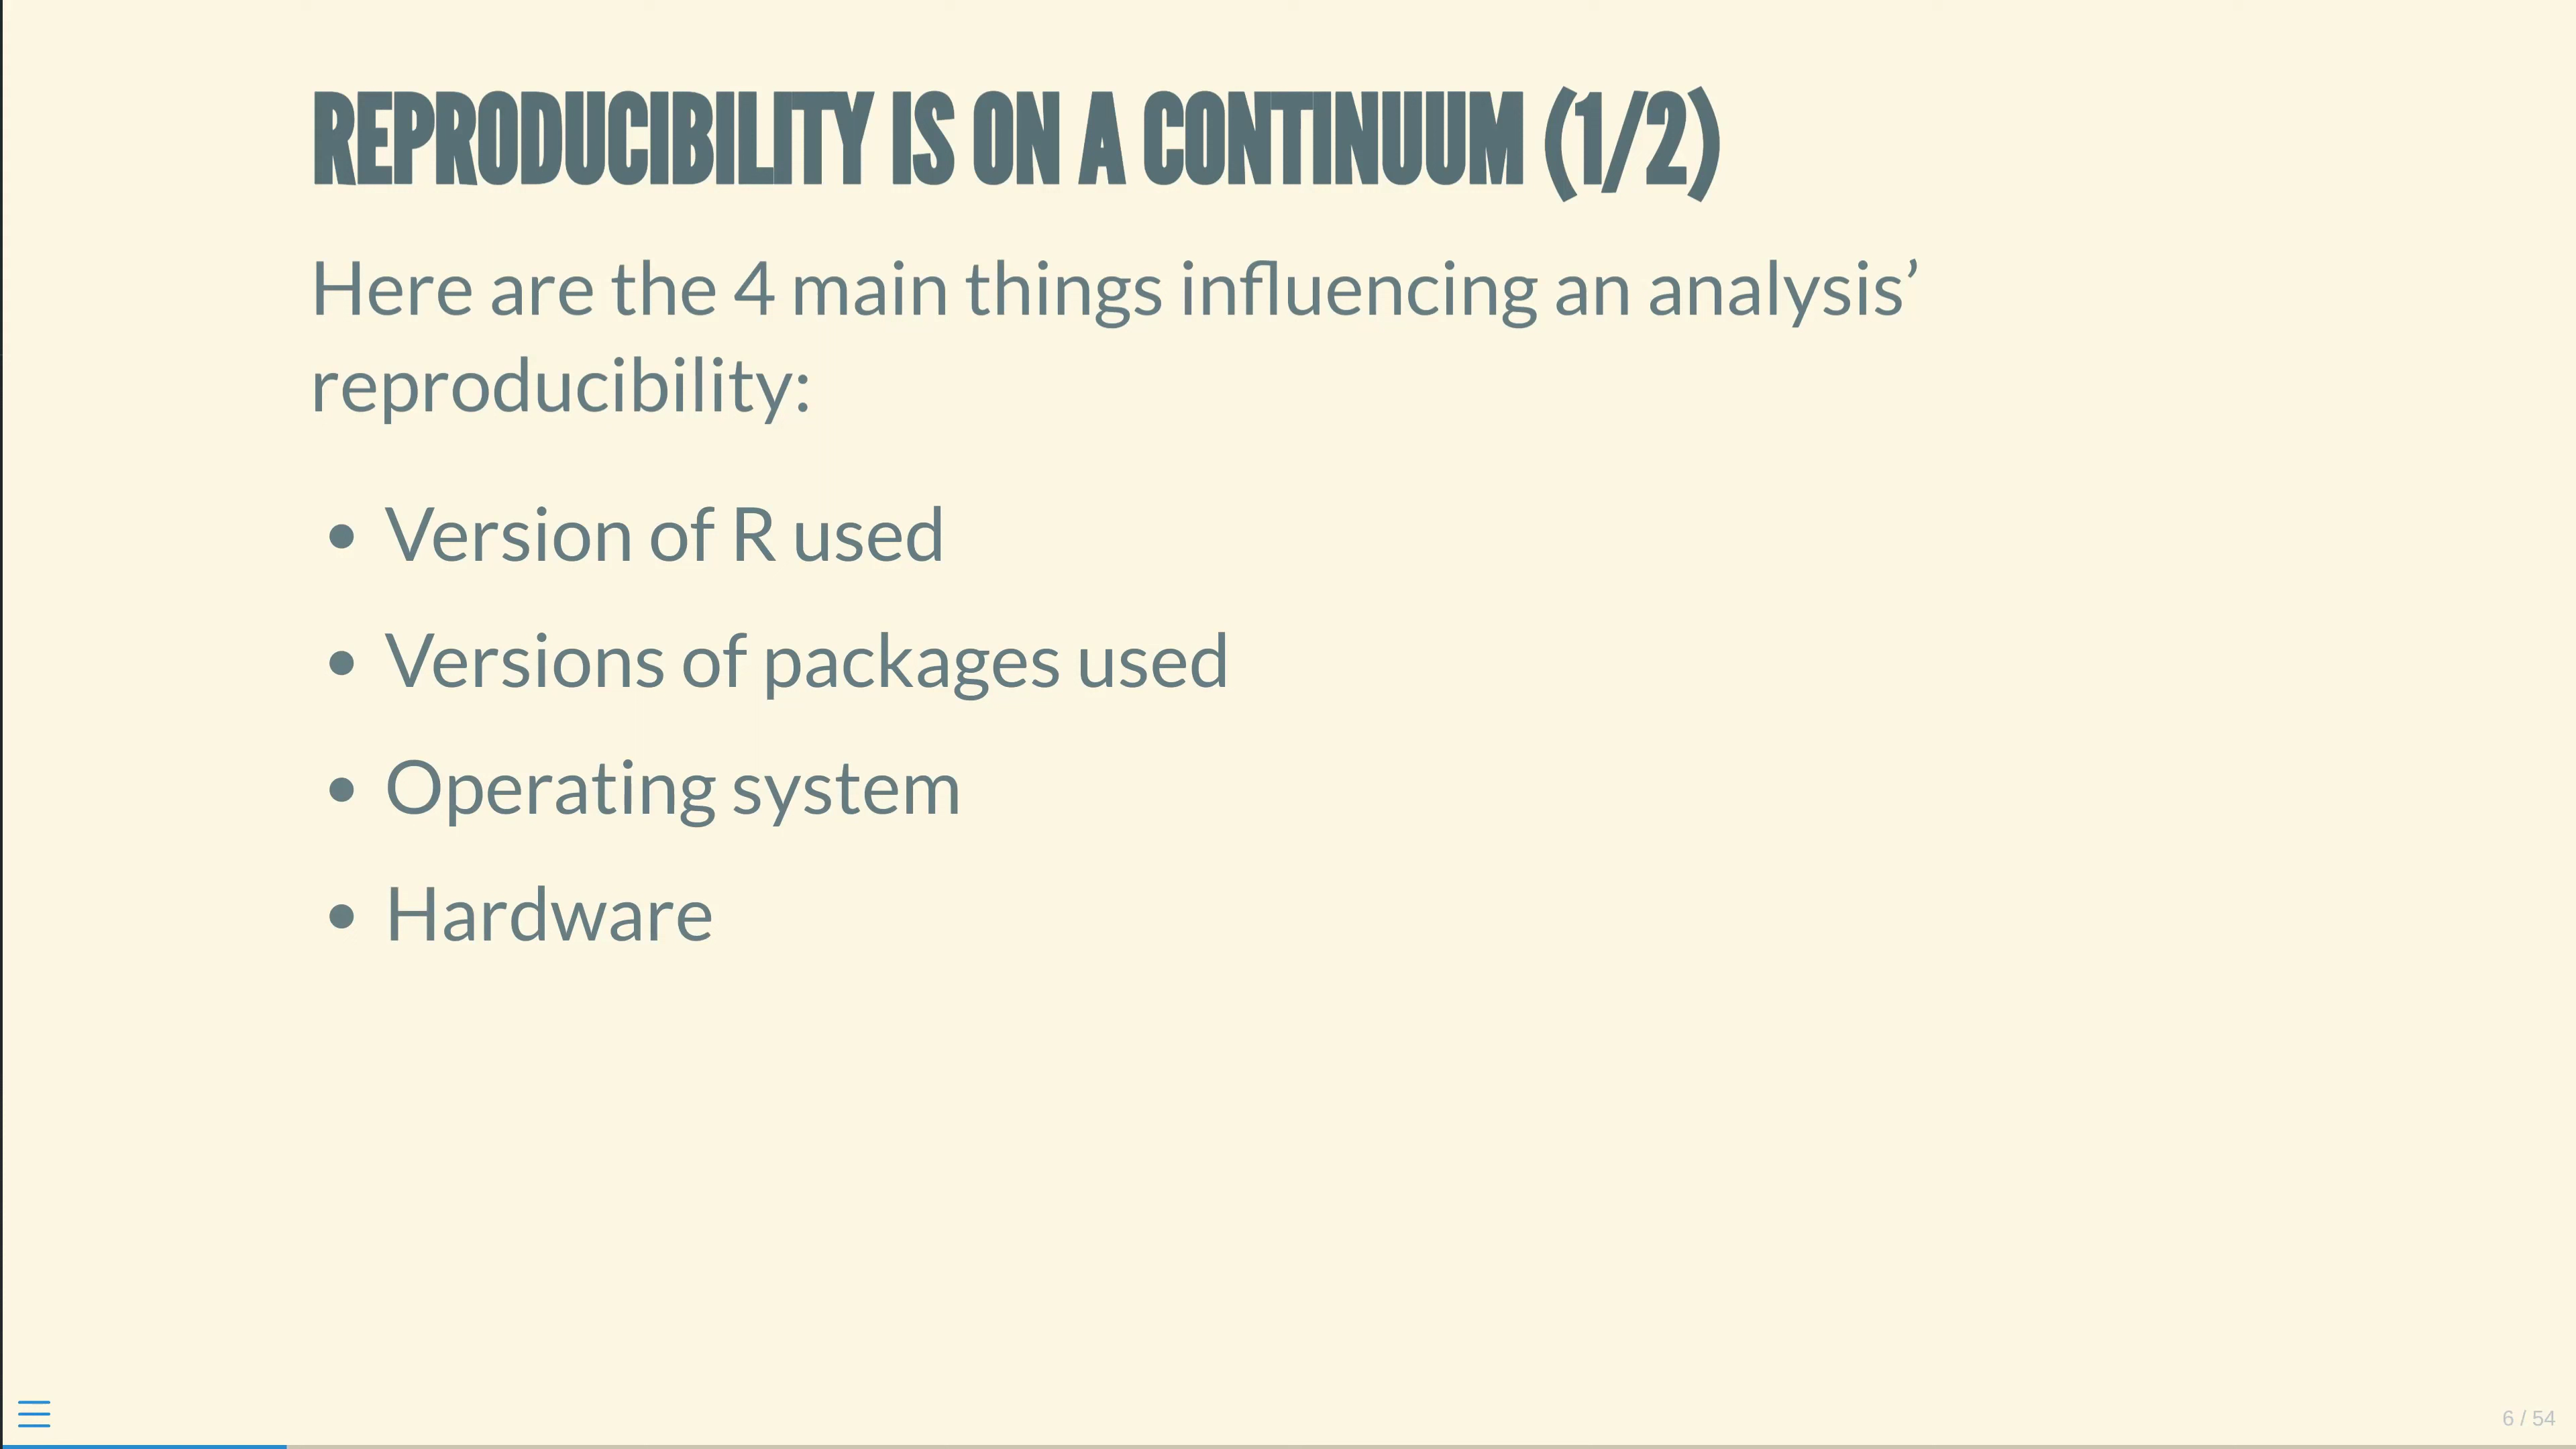 REPRODUCIBILITY IS ON A CONTINUUM (1/2)
Here are the 4 main things influencing an analysis’
reproducibility:
• Version of R used
• Versions of packages used
• Operating system
• Hardware
6 / 54